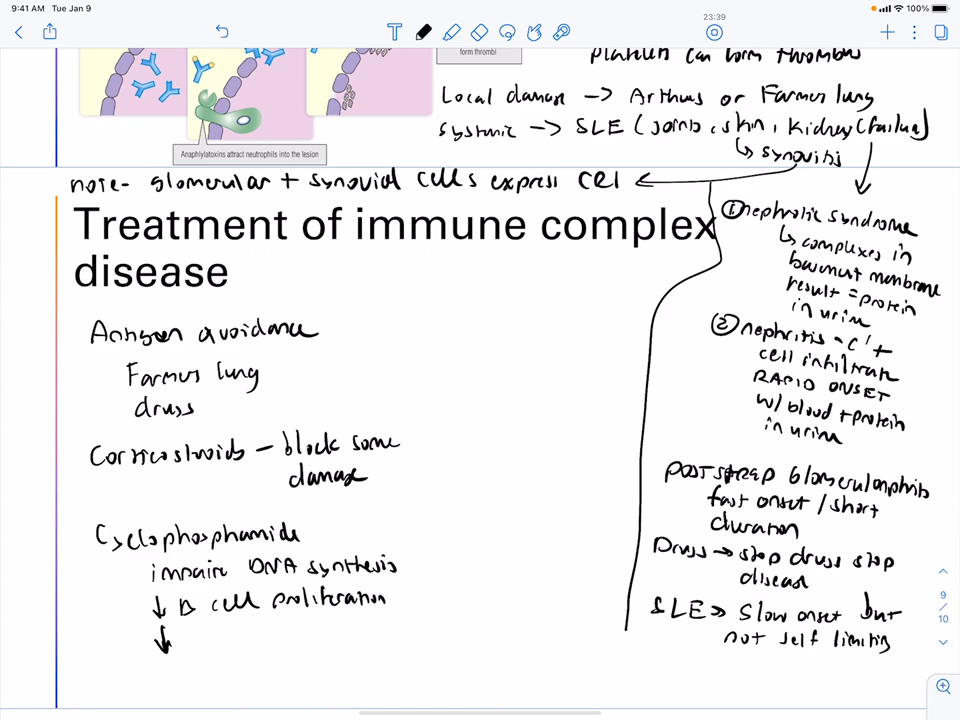 9:41 AM Tue Jan 9
100%
23:39
form thrombi
platelets can form thrombus
Local damage -> Arthus or Farmers lung
systemic -> SLE (joints, skin, kidney (failure)
↳ synovitis
Anaphylatoxins attract neutrophils into the lesion
note- glomerular + synovial cells express
Treatment of immune complex
disease
① nephrotic syndrome
↳ complexes in
basement membrane
result = protein
in urine
② nephritis - C' +
cell infiltrate
RAPID ONSET
w/ blood + protein
in urine
Antigen avoidance
Farmers lung
drugs
Corticosteroids - block some
damage
Cyclophosphamide
impair DNA synthesis
↓ B cell proliferation
↓
POST STREP Glomerulonephritis
fast onset / short
duration
Drugs → stop drugs stop
disease
SLE → Slow onset but
not self limiting
9
/
10